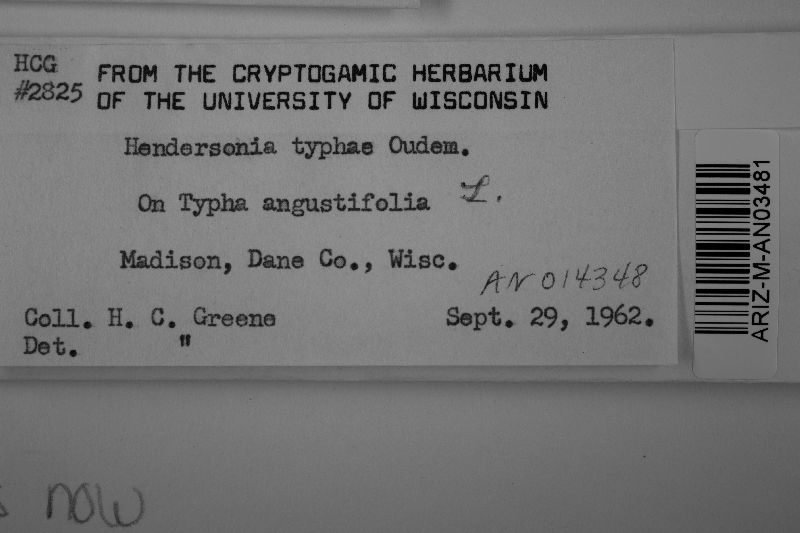 HCG
#2825
FROM THE CRYPTOGAMIC HERBARIUM
OF THE UNIVERSITY OF WISCONSIN
Hendersonia typhae Oudem.
On Typha angustifolia L.
Madison, Dane Co., Wisc.
AN 014348
Coll. H. C. Greene Sept. 29, 1962.
Det. "
ARIZ-M-AN03481
now